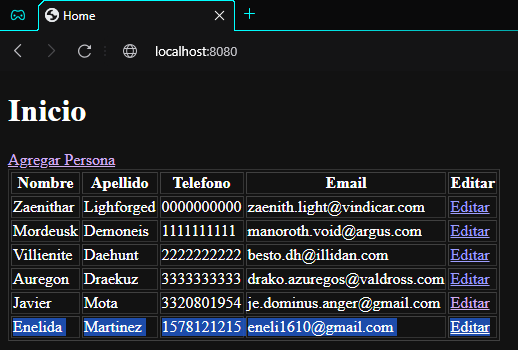 Home
localhost:8080
Inicio
Agregar Persona
Nombre Apellido Telefono Email Editar
Zaenithar Lighforged 0000000000 zaenith.light@vindicar.com Editar
Mordeusk Demoneis 1111111111 manoroth.void@argus.com Editar
Villienite Daehunt 2222222222 besto.dh@illidan.com Editar
Auregon Draekuz 3333333333 drako.azuregos@valdross.com Editar
Javier Mota 3320801954 je.dominus.anger@gmail.com Editar
Enelida Martinez 1578121215 eneli1610@gmail.com Editar